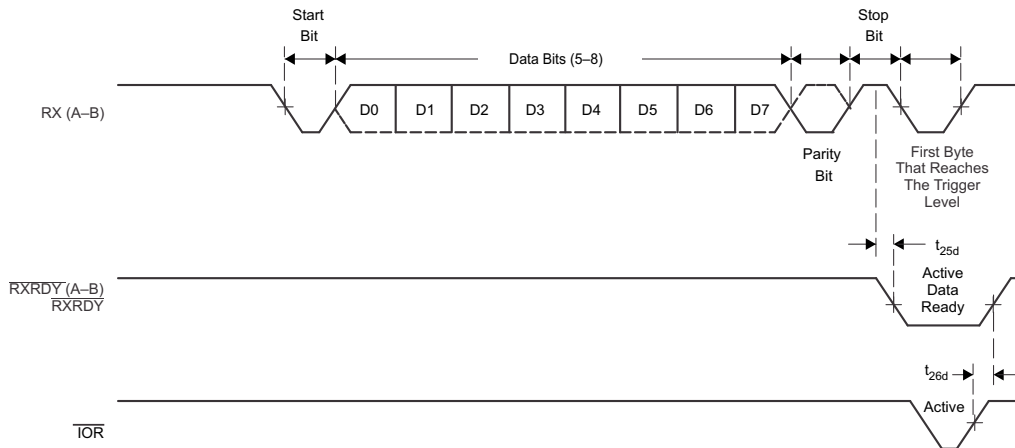 Start
Bit
Data Bits (5–8)
Stop
Bit
RX (A–B)
D0 D1 D2 D3 D4 D5 D6 D7
Parity
Bit
First Byte
That Reaches
The Trigger
Level
t25d
RXRDY (A–B)
RXRDY
Active
Data
Ready
t26d
IOR
Active